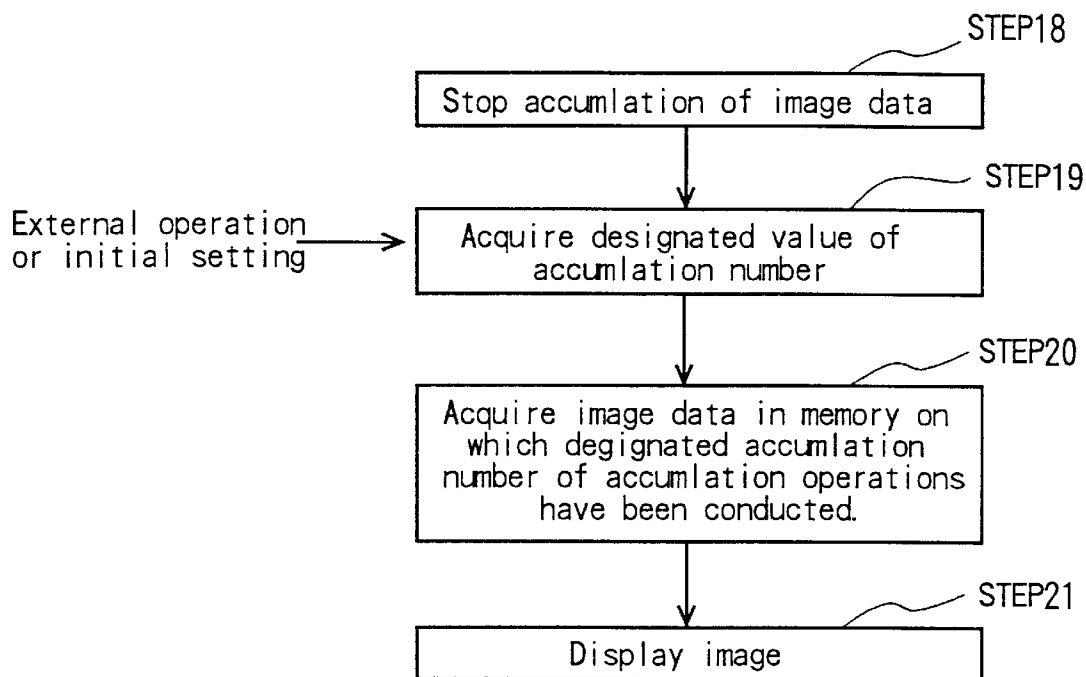 STEP18
Stop accumlation of image data
STEP19
External operation
or initial setting
Acquire designated value of
accumlation number
STEP20
Acquire image data in memory on
which degignated accumlation
number of accumlation operations
have been conducted.
STEP21
Display image